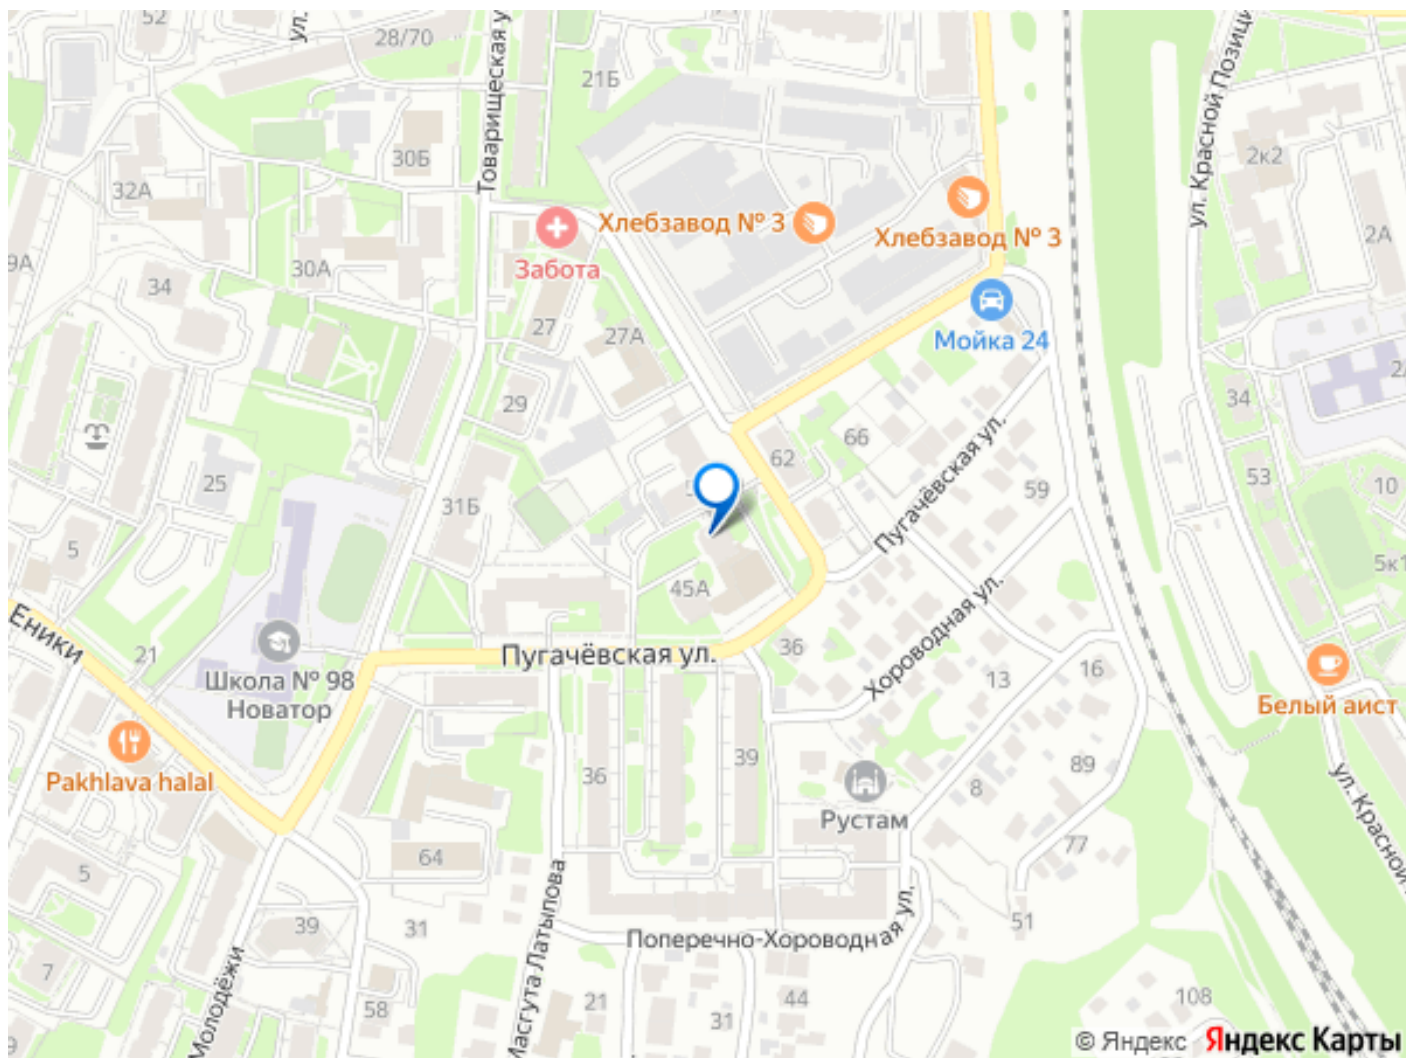 52
ул.
28/70
Товарищеская у
21Б
ул. Красной Позици
2к2
30Б
32А
Хлебзавод № 3
Хлебзавод № 3
2А
9А
Забота
30А
34
27
27А
Мойка 24
2
34
29
66
62
Пугачёвская ул.
25
31Б
5
53
10
59
5
5к1
45А
Еники
21
Школа № 98
Новатор
Пугачёвская ул.
36
Хороводная ул.
13
16
Белый аист
Pakhlava halal
36
39
89
8
Рустам
ул. Красной
77
64
5
Масгута Латыпова
39
31
51
Поперечно-Хороводная ул.
7
Молодёжи
58
21
31
44
108
9
© Яндекс Яндекс Карты